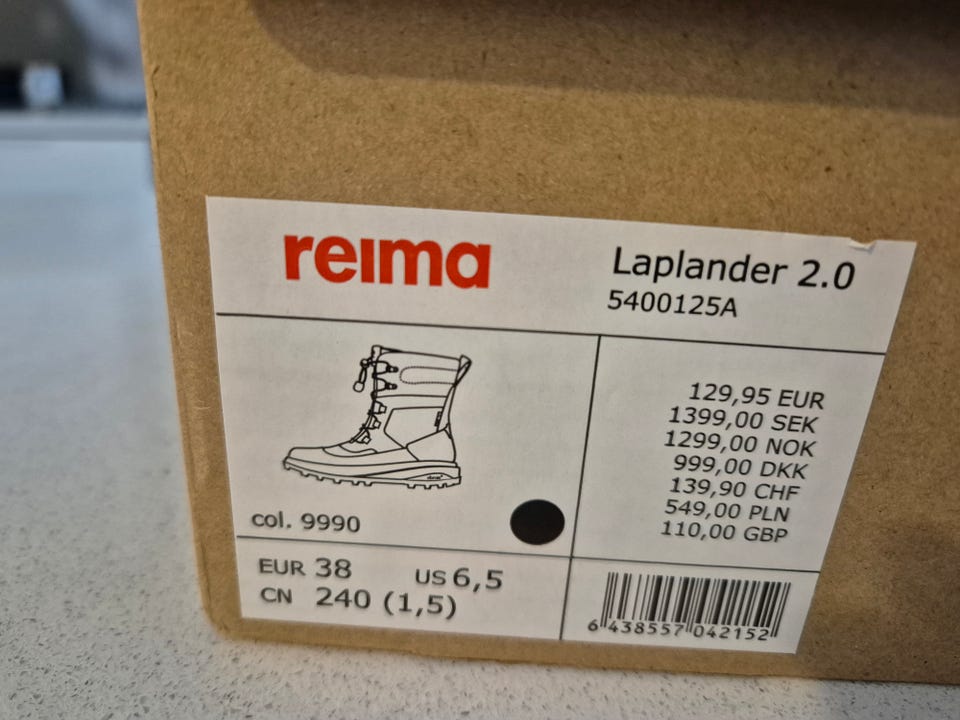 reima
Laplander 2.0
5400125A
129,95 EUR
1399,00 SEK
1299,00 NOK
999,00 DKK
139,90 CHF
549,00 PLN
110,00 GBP
col. 9990
EUR 38 US 6,5
CN 240 (1,5)
6 438557 042152